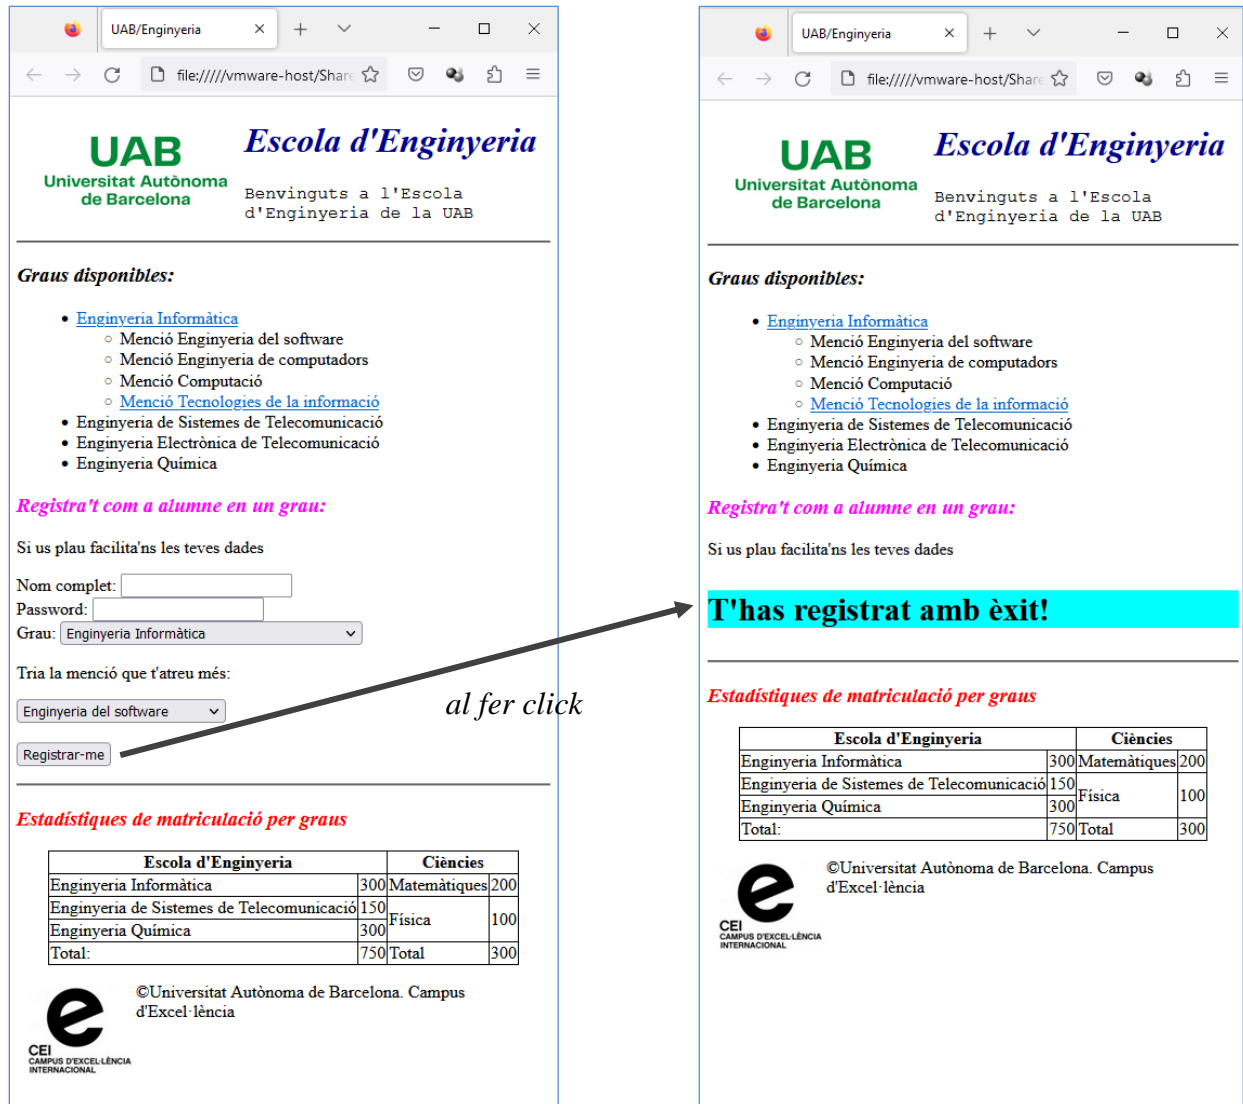 UAB/Enginyeria
file://///vmware-host/Share
UAB
Universitat Autònoma
de Barcelona
Escola d'Enginyeria
Benvinguts a l'Escola
d'Enginyeria de la UAB
Graus disponibles:
Enginyeria Informàtica
Menció Enginyeria del software
Menció Enginyeria de computadors
Menció Computació
Menció Tecnologies de la informació
Enginyeria de Sistemes de Telecomunicació
Enginyeria Electrònica de Telecomunicació
Enginyeria Química
Registra't com a alumne en un grau:
Si us plau facilita'ns les teves dades
Nom complet:
Password:
Grau: Enginyeria Informàtica
Tria la menció que t'atreu més:
Enginyeria del software
Registrar-me
Estadístiques de matriculació per graus
Escola d'Enginyeria Ciències
Enginyeria Informàtica 300 Matemàtiques 200
Enginyeria de Sistemes de Telecomunicació 150 Física 100
Enginyeria Química 300
Total: 750 Total 300
CEI
CAMPUS D'EXCEL·LÈNCIA
INTERNACIONAL
©Universitat Autònoma de Barcelona. Campus
d'Excel·lència
al fer click
UAB/Enginyeria
file://///vmware-host/Share
UAB
Universitat Autònoma
de Barcelona
Escola d'Enginyeria
Benvinguts a l'Escola
d'Enginyeria de la UAB
Graus disponibles:
Enginyeria Informàtica
Menció Enginyeria del software
Menció Enginyeria de computadors
Menció Computació
Menció Tecnologies de la informació
Enginyeria de Sistemes de Telecomunicació
Enginyeria Electrònica de Telecomunicació
Enginyeria Química
Registra't com a alumne en un grau:
Si us plau facilita'ns les teves dades
T'has registrat amb èxit!
Estadístiques de matriculació per graus
Escola d'Enginyeria Ciències
Enginyeria Informàtica 300 Matemàtiques 200
Enginyeria de Sistemes de Telecomunicació 150 Física 100
Enginyeria Química 300
Total: 750 Total 300
CEI
CAMPUS D'EXCEL·LÈNCIA
INTERNACIONAL
©Universitat Autònoma de Barcelona. Campus
d'Excel·lència